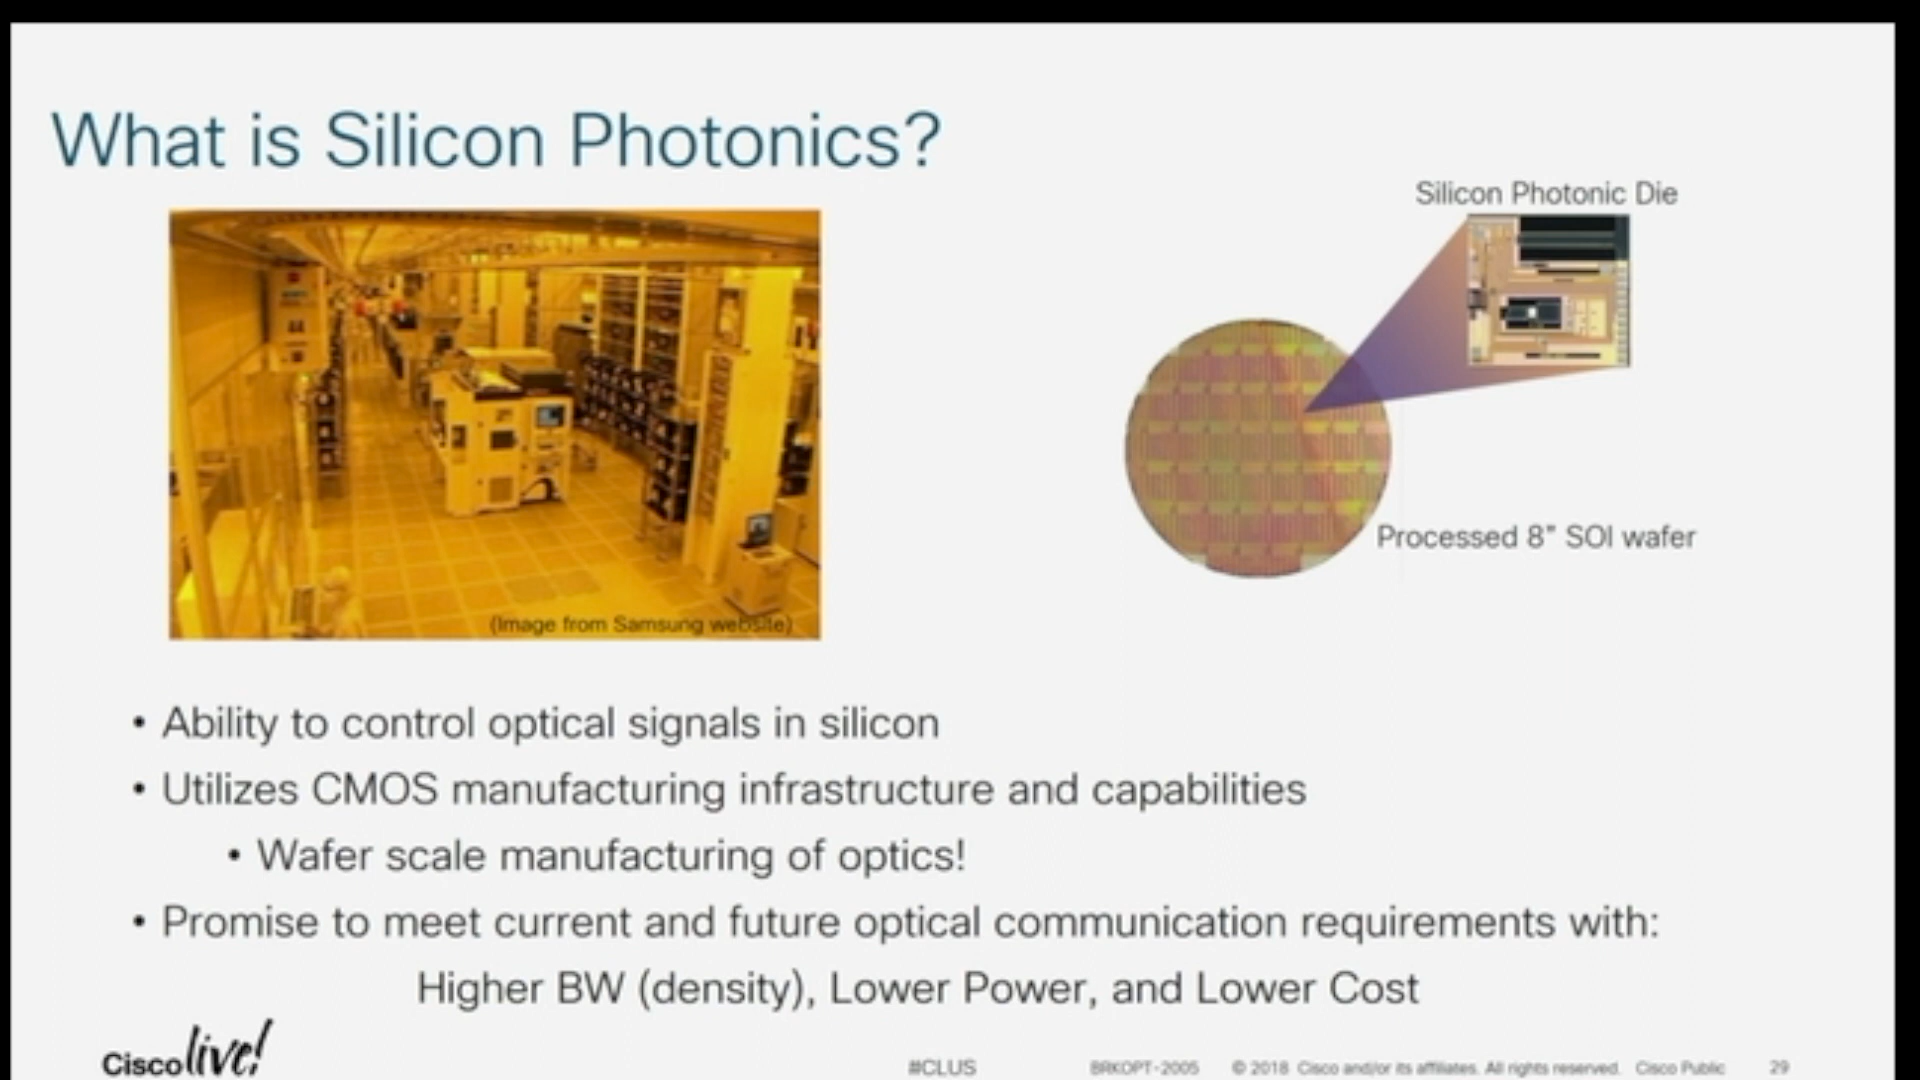 What is Silicon Photonics?
Silicon Photonic Die
(Image from Samsung website)
Processed 8" SOI wafer
• Ability to control optical signals in silicon
• Utilizes CMOS manufacturing infrastructure and capabilities
• Wafer scale manufacturing of optics!
• Promise to meet current and future optical communication requirements with:
Higher BW (density), Lower Power, and Lower Cost
Cisco live!
#CLUS
BRKOPT-2005
© 2018 Cisco and/or its affiliates. All rights reserved. Cisco Public
29